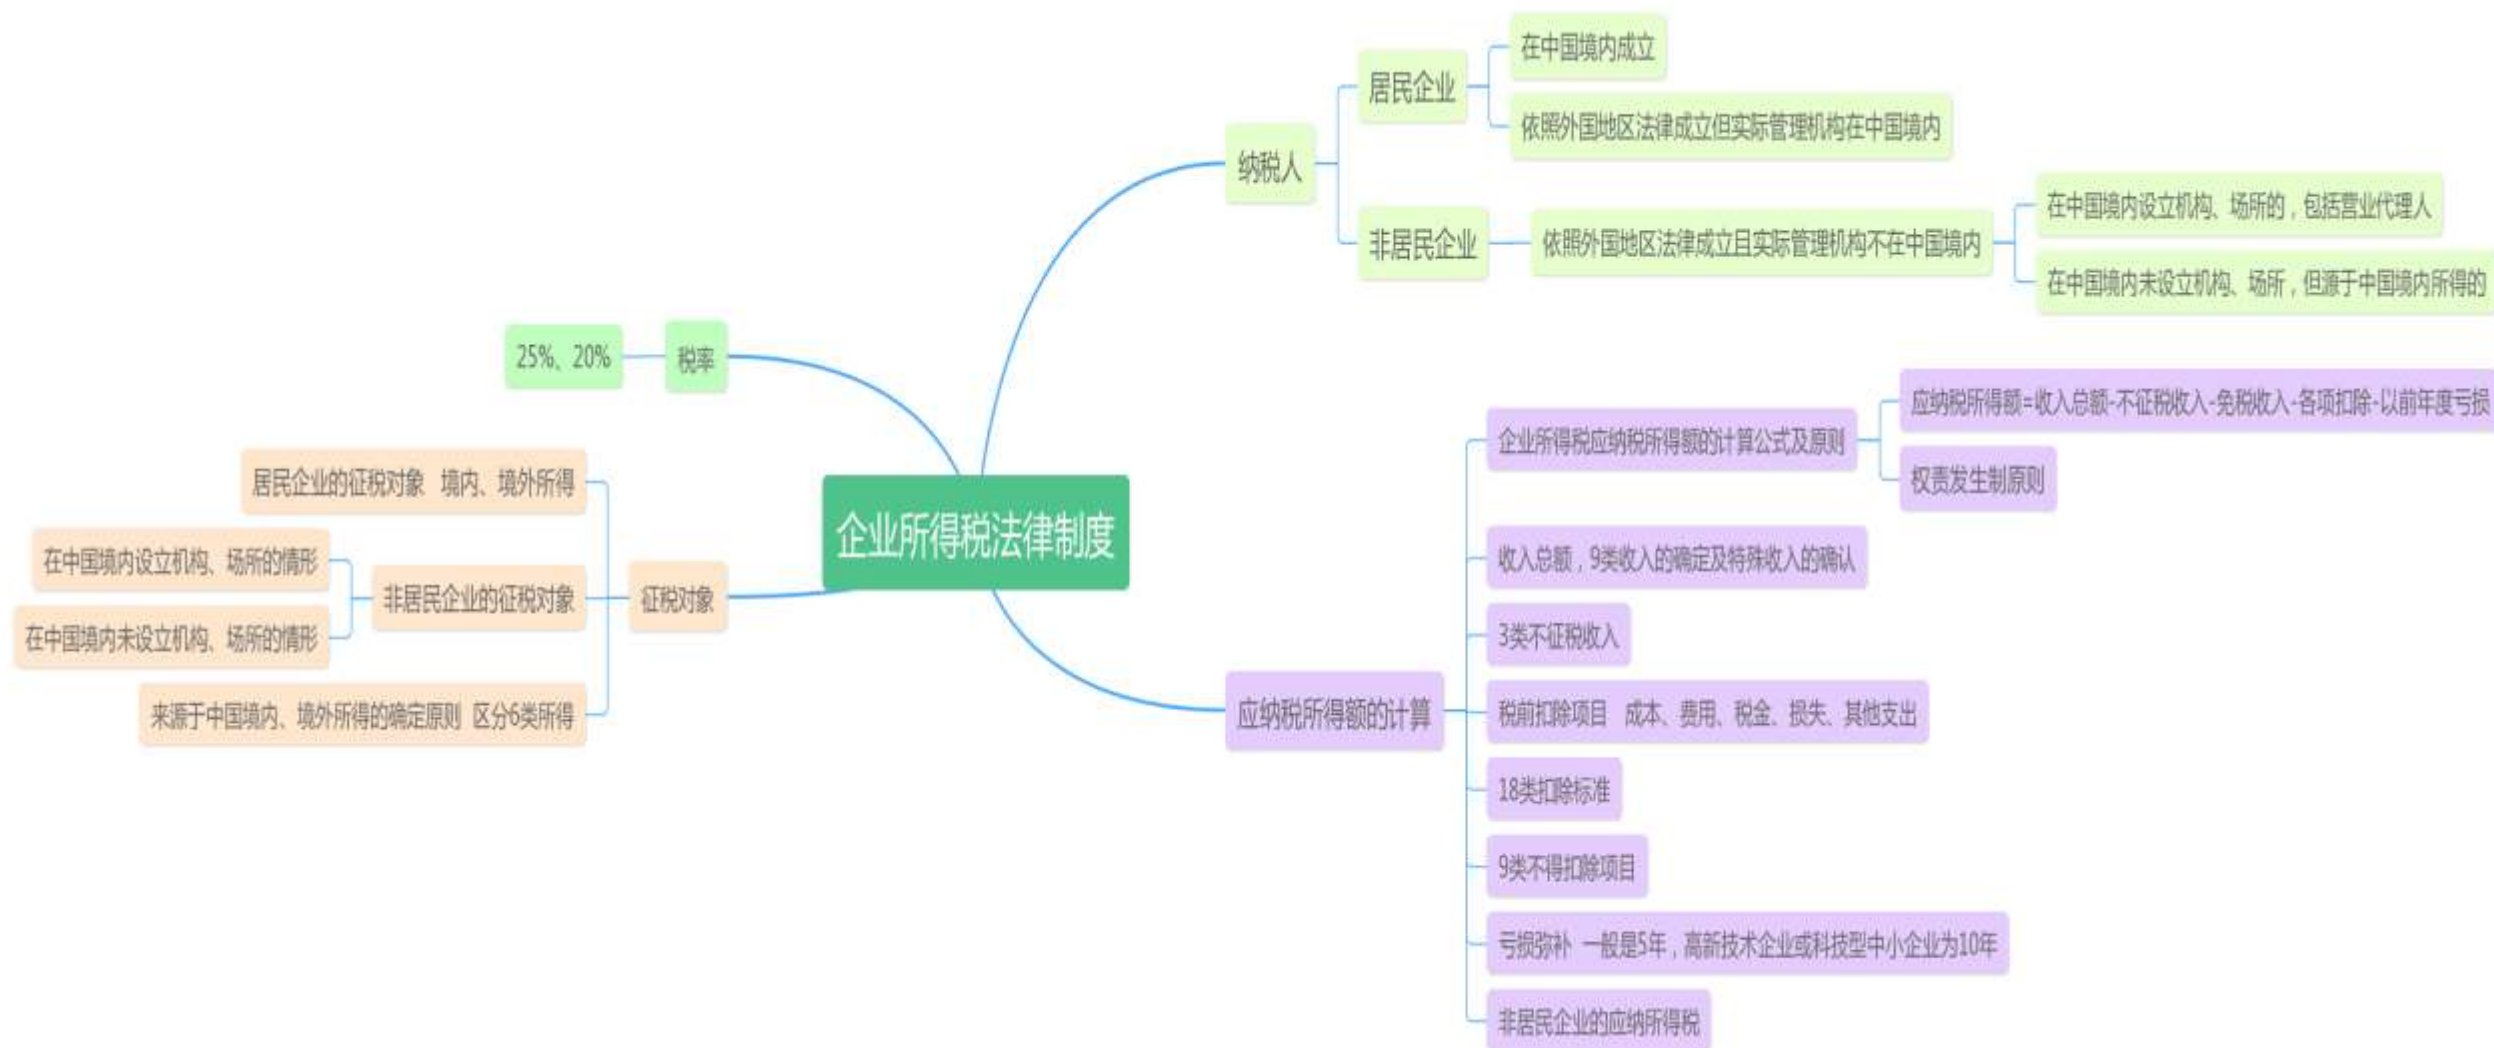 企业所得税法律制度
纳税人
居民企业
在中国境内成立
依照外国地区法律成立但实际管理机构在中国境内
非居民企业
依照外国地区法律成立且实际管理机构不在中国境内
在中国境内设立机构、场所的，包括营业代理人
在中国境内未设立机构、场所，但源于中国境内所得的
应纳税所得额的计算
企业所得税应纳税所得额的计算公式及原则
应纳税所得额=收入总额-不征税收入-免税收入-各项扣除-以前年度亏损
权责发生制原则
收入总额，9类收入的确定及特殊收入的确认
3类不征税收入
税前扣除项目 成本、费用、税金、损失、其他支出
18类扣除标准
9类不得扣除项目
亏损弥补 一般是5年，高新技术企业或科技型中小企业为10年
非居民企业的应纳所得税
税率
25%、20%
征税对象
居民企业的征税对象 境内、境外所得
非居民企业的征税对象
在中国境内设立机构、场所的情形
在中国境内未设立机构、场所的情形
来源于中国境内、境外所得的确定原则 区分6类所得